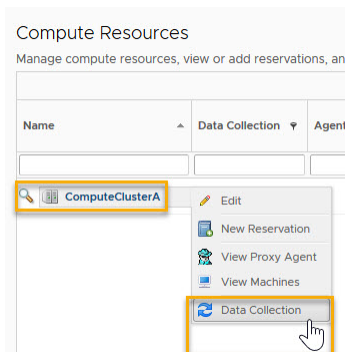 Compute Resources
Manage compute resources, view or add reservations, an
Name
Data Collection
Agent
ComputeClusterA
Edit
New Reservation
View Proxy Agent
View Machines
Data Collection